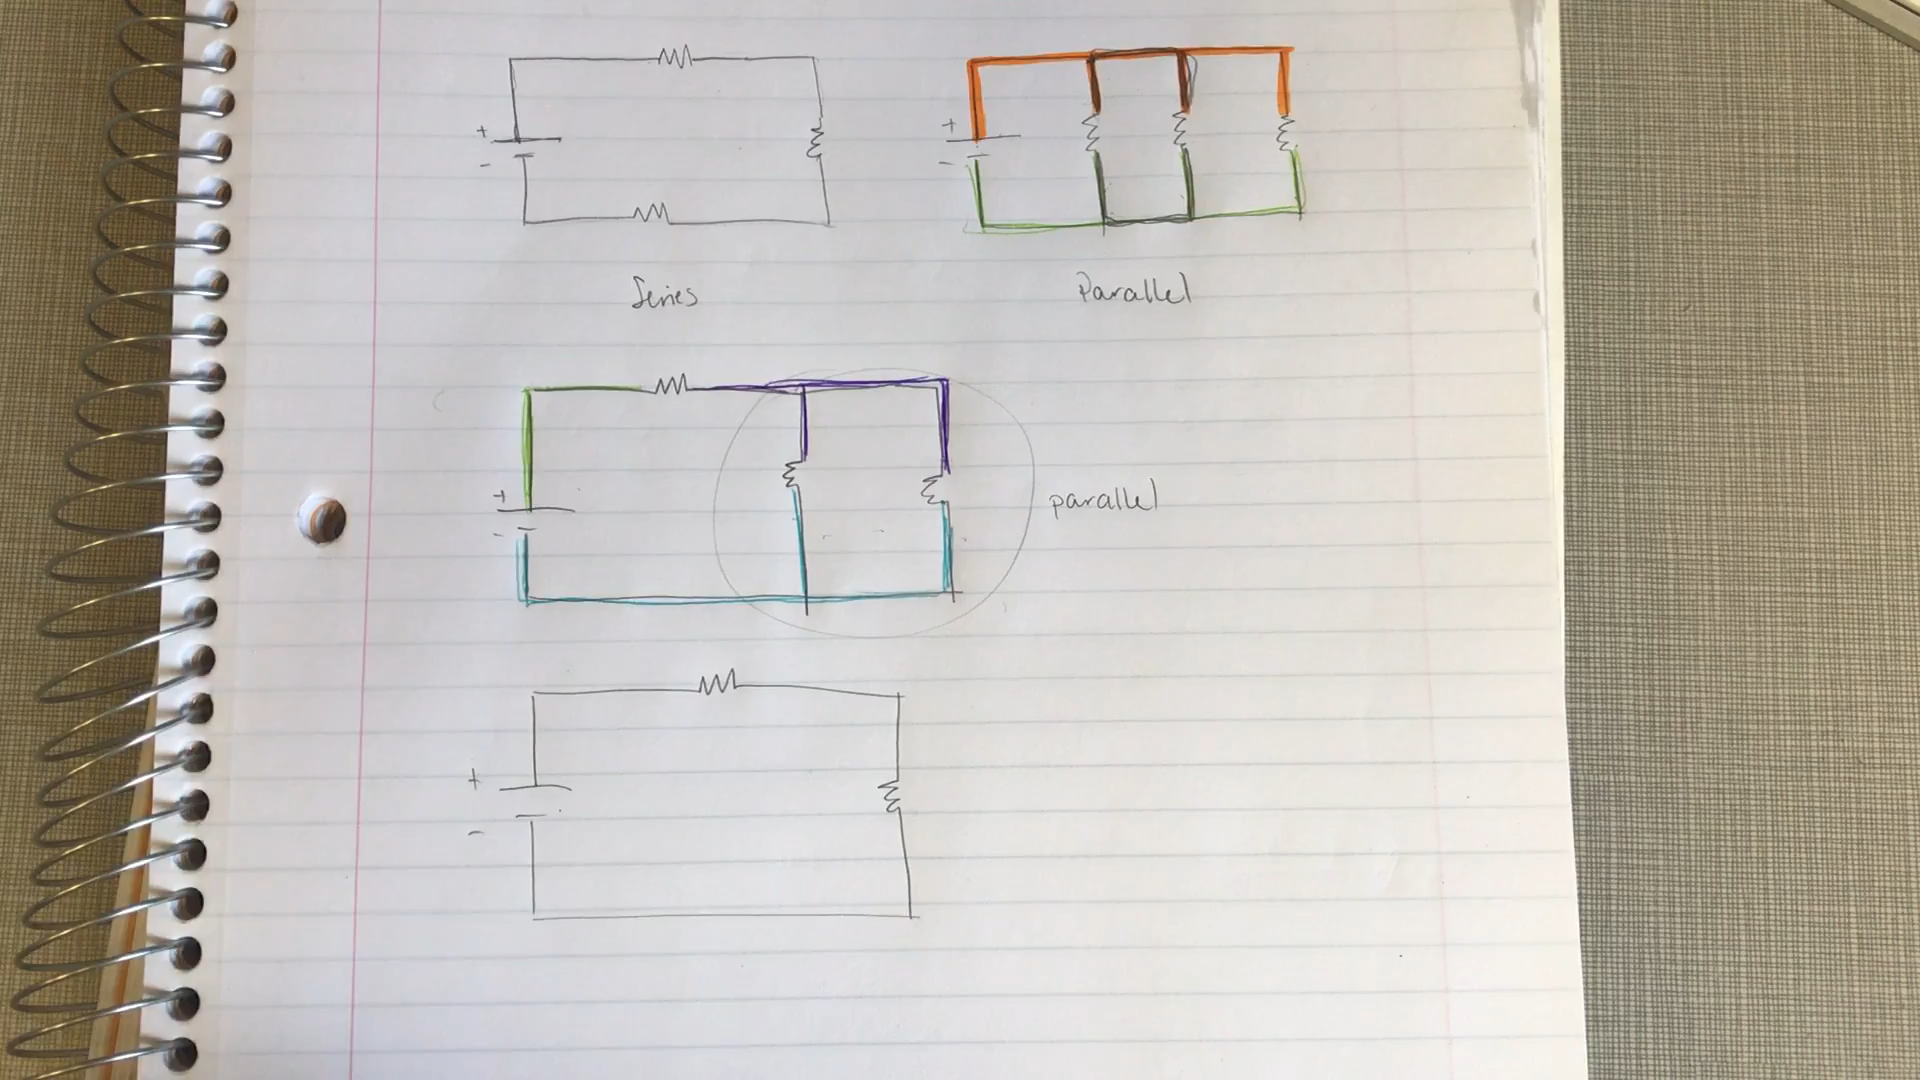 +
-
+
-
Series
Parallel
+
-
parallel
+
-